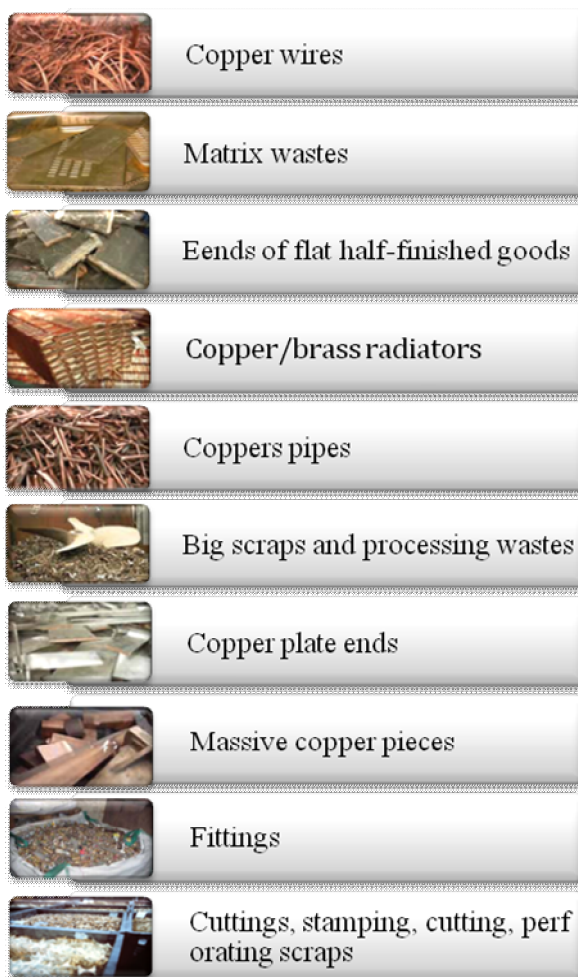 Copper wires
Matrix wastes
Eends of flat half-finished goods
Copper/brass radiators
Coppers pipes
Big scraps and processing wastes
Copper plate ends
Massive copper pieces
Fittings
Cuttings, stamping, cutting, perf
orating scraps